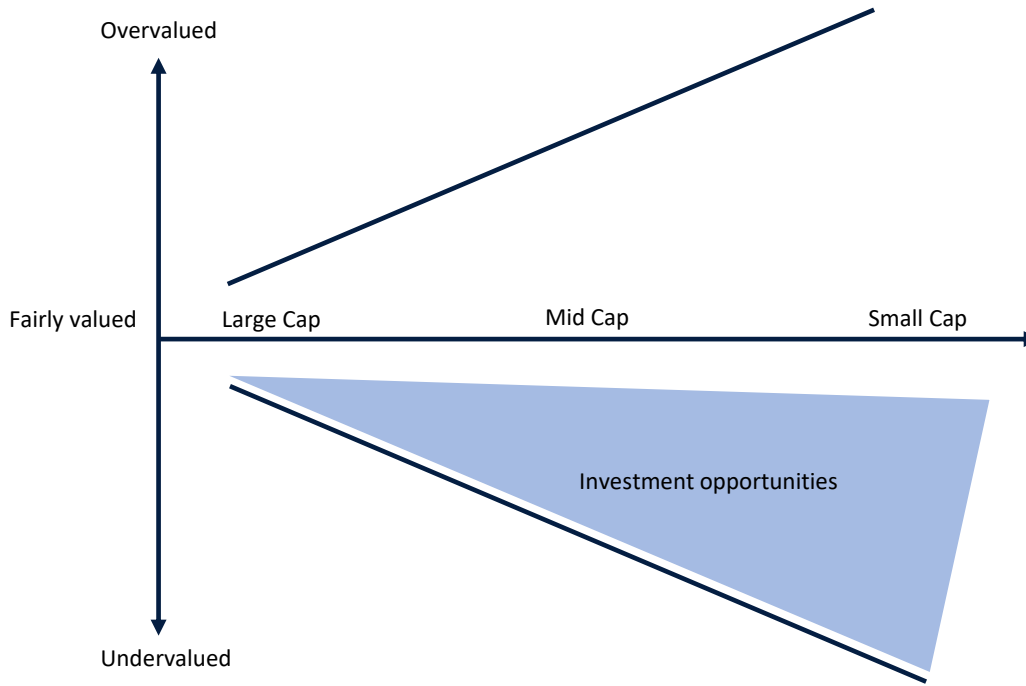 Overvalued
Fairly valued
Large Cap
Mid Cap
Small Cap
Investment opportunities
Undervalued